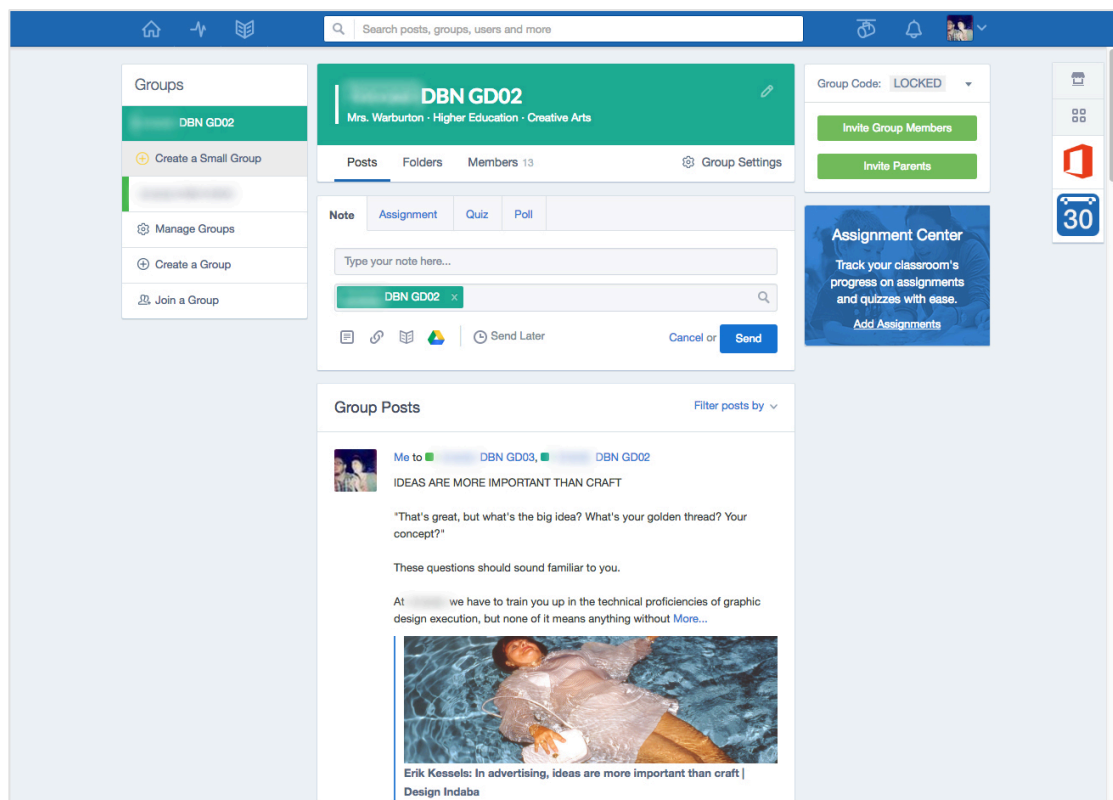 Search posts, groups, users and more
Groups
DBN GD02
Create a Small Group
Manage Groups
Create a Group
Join a Group
DBN GD02
Mrs. Warburton · Higher Education · Creative Arts
Posts Folders Members 13 Group Settings
Note Assignment Quiz Poll
Type your note here...
DBN GD02 x
Send Later Cancel or Send
Group Posts Filter posts by
Me to DBN GD03, DBN GD02
IDEAS ARE MORE IMPORTANT THAN CRAFT
"That's great, but what's the big idea? What's your golden thread? Your
concept?"
These questions should sound familiar to you.
At we have to train you up in the technical proficiencies of graphic
design execution, but none of it means anything without More...
Erik Kessels: In advertising, ideas are more important than craft |
Design Indaba
Group Code: LOCKED
Invite Group Members
Invite Parents
Assignment Center
Track your classroom's
progress on assignments
and quizzes with ease.
Add Assignments
30